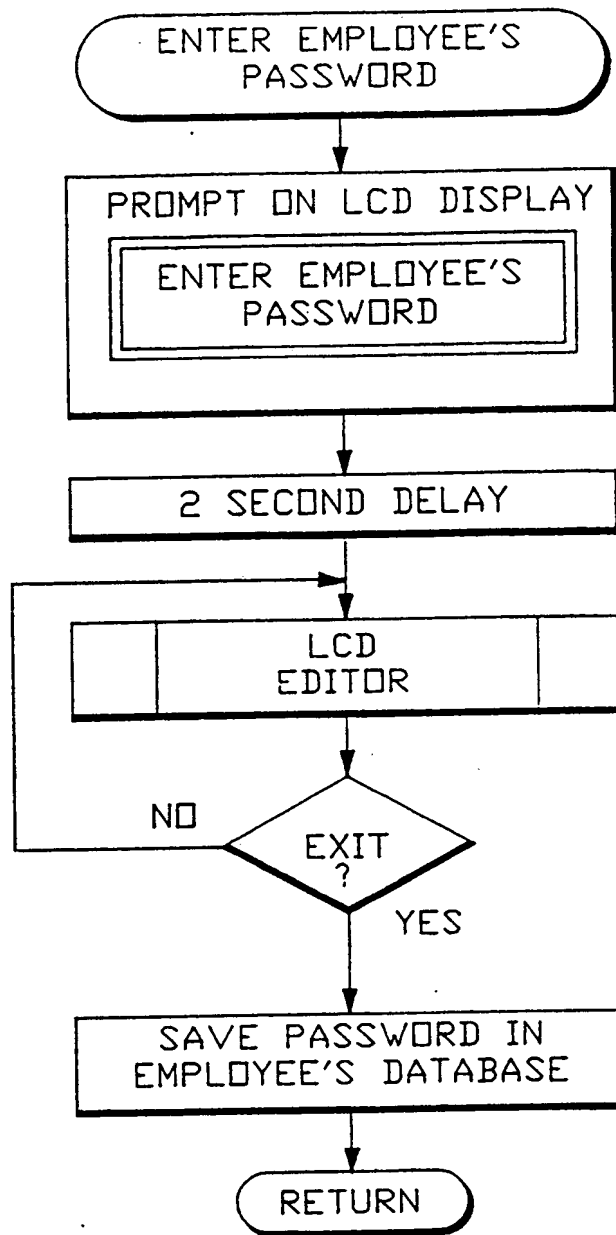 ENTER EMPLOYEE'S
PASSWORD
PROMPT ON LCD DISPLAY
ENTER EMPLOYEE'S
PASSWORD
2 SECOND DELAY
LCD
EDITOR
NO
EXIT
?
YES
SAVE PASSWORD IN
EMPLOYEE'S DATABASE
RETURN